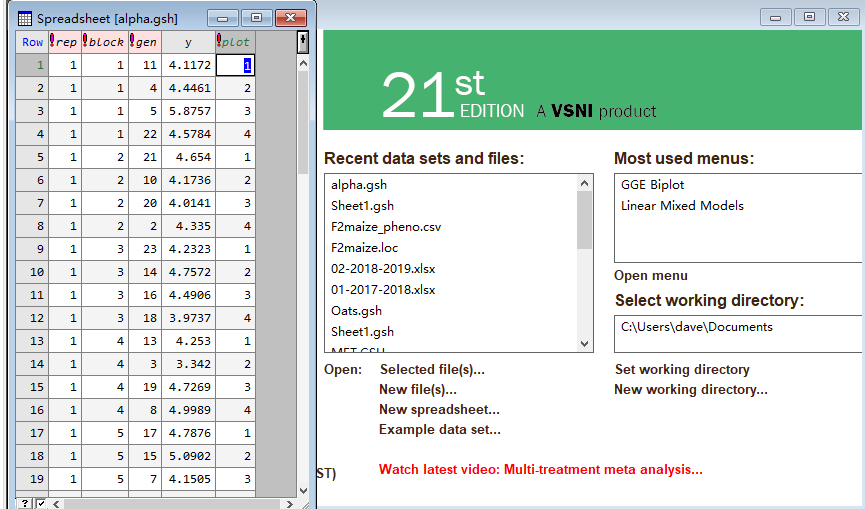 Spreadsheet [alpha.gsh]
Row !rep !block !gen y !plot
1 1 1 11 4.1172 1
2 1 1 4 4.4461 2
3 1 1 5 5.8757 3
4 1 1 22 4.5784 4
5 1 2 21 4.654 1
6 1 2 10 4.1736 2
7 1 2 20 4.0141 3
8 1 2 2 4.335 4
9 1 3 23 4.2323 1
10 1 3 14 4.7572 2
11 1 3 16 4.4906 3
12 1 3 18 3.9737 4
13 1 4 13 4.253 1
14 1 4 3 3.342 2
15 1 4 19 4.7269 3
16 1 4 8 4.9989 4
17 1 5 17 4.7876 1
18 1 5 15 5.0902 2
19 1 5 7 4.1505 3
?
21st
EDITION A VSNI product
Recent data sets and files:
alpha.gsh
Sheet1.gsh
F2maize_pheno.csv
F2maize.loc
02-2018-2019.xlsx
01-2017-2018.xlsx
Oats.gsh
Sheet1.gsh
MET.GSH
Open: Selected file(s)...
New file(s)...
New spreadsheet...
Example data set...
Most used menus:
GGE Biplot
Linear Mixed Models
Open menu
Select working directory:
C:\Users\dave\Documents
Set working directory
New working directory...
ST)
Watch latest video: Multi-treatment meta analysis...